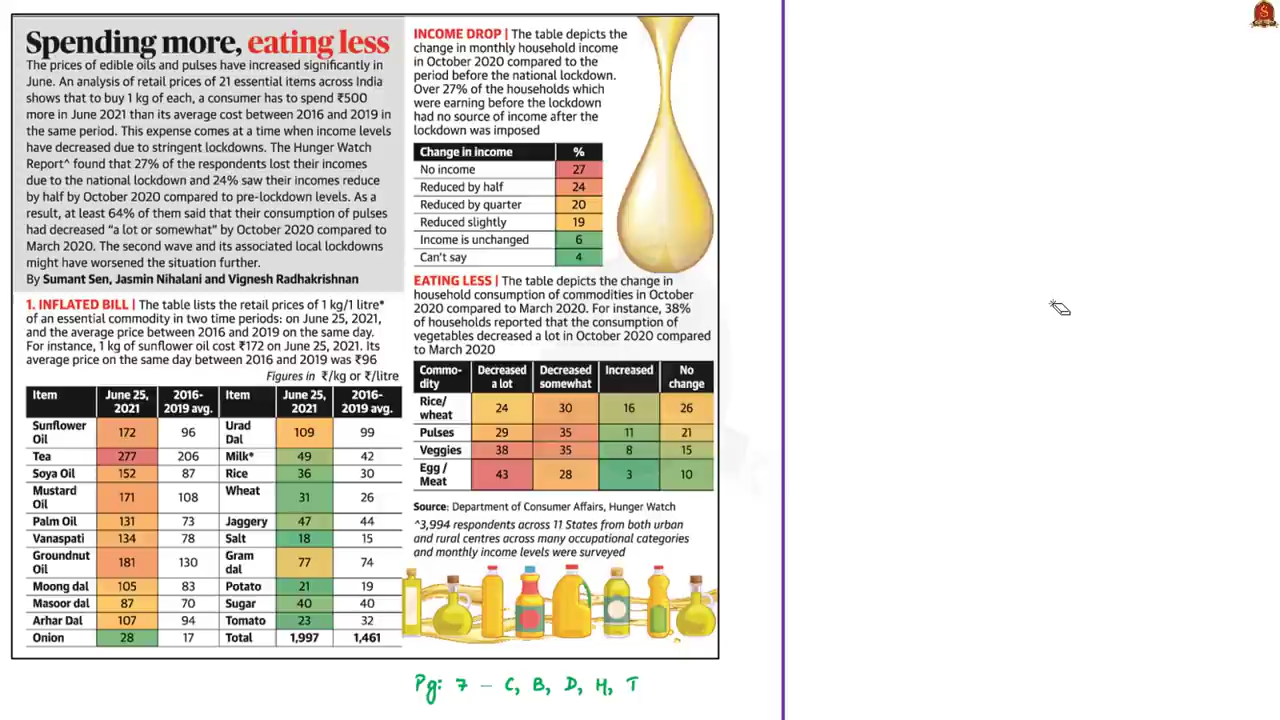 Spending more, eating less
The prices of edible oils and pulses have increased significantly in
June. An analysis of retail prices of 21 essential items across India
shows that to buy 1 kg of each, a consumer has to spend ₹500
more in June 2021 than its average cost between 2016 and 2019 in
the same period. This expense comes at a time when income levels
have decreased due to stringent lockdowns. The Hunger Watch
Report^ found that 27% of the respondents lost their incomes
due to the national lockdown and 24% saw their incomes reduce
by half by October 2020 compared to pre-lockdown levels. As a
result, at least 64% of them said that their consumption of pulses
had decreased “a lot or somewhat” by October 2020 compared to
March 2020. The second wave and its associated local lockdowns
might have worsened the situation further.
By Sumant Sen, Jasmin Nihalani and Vignesh Radhakrishnan
1. INFLATED BILL | The table lists the retail prices of 1 kg/1 litre*
of an essential commodity in two time periods: on June 25, 2021,
and the average price between 2016 and 2019 on the same day.
For instance, 1 kg of sunflower oil cost ₹172 on June 25, 2021. Its
average price on the same day between 2016 and 2019 was ₹96
Figures in ₹/kg or ₹/litre
Item June 25, 2021 2016-2019 avg. Item June 25, 2021 2016-2019 avg.
Sunflower Oil 172 96 Urad Dal 109 99
Tea 277 206 Milk* 49 42
Soya Oil 152 87 Rice 36 30
Mustard Oil 171 108 Wheat 31 26
Palm Oil 131 73 Jaggery 47 44
Vanaspati 134 78 Salt 18 15
Groundnut Oil 181 130 Gram dal 77 74
Moong dal 105 83 Potato 21 19
Masoor dal 87 70 Sugar 40 40
Arhar Dal 107 94 Tomato 23 32
Onion 28 17 Total 1,997 1,461
INCOME DROP | The table depicts the
change in monthly household income
in October 2020 compared to the
period before the national lockdown.
Over 27% of the households which
were earning before the lockdown
had no source of income after the
lockdown was imposed
Change in income %
No income 27
Reduced by half 24
Reduced by quarter 20
Reduced slightly 19
Income is unchanged 6
Can't say 4
EATING LESS | The table depicts the change in
household consumption of commodities in October
2020 compared to March 2020. For instance, 38%
of households reported that the consumption of
vegetables decreased a lot in October 2020 compared
to March 2020
Commo-dity Decreased a lot Decreased somewhat Increased No change
Rice/ wheat 24 30 16 26
Pulses 29 35 11 21
Veggies 38 35 8 15
Egg / Meat 43 28 3 10
Source: Department of Consumer Affairs, Hunger Watch
^3,994 respondents across 11 States from both urban
and rural centres across many occupational categories
and monthly income levels were surveyed
Pg: 7 – C, B, D, H, T